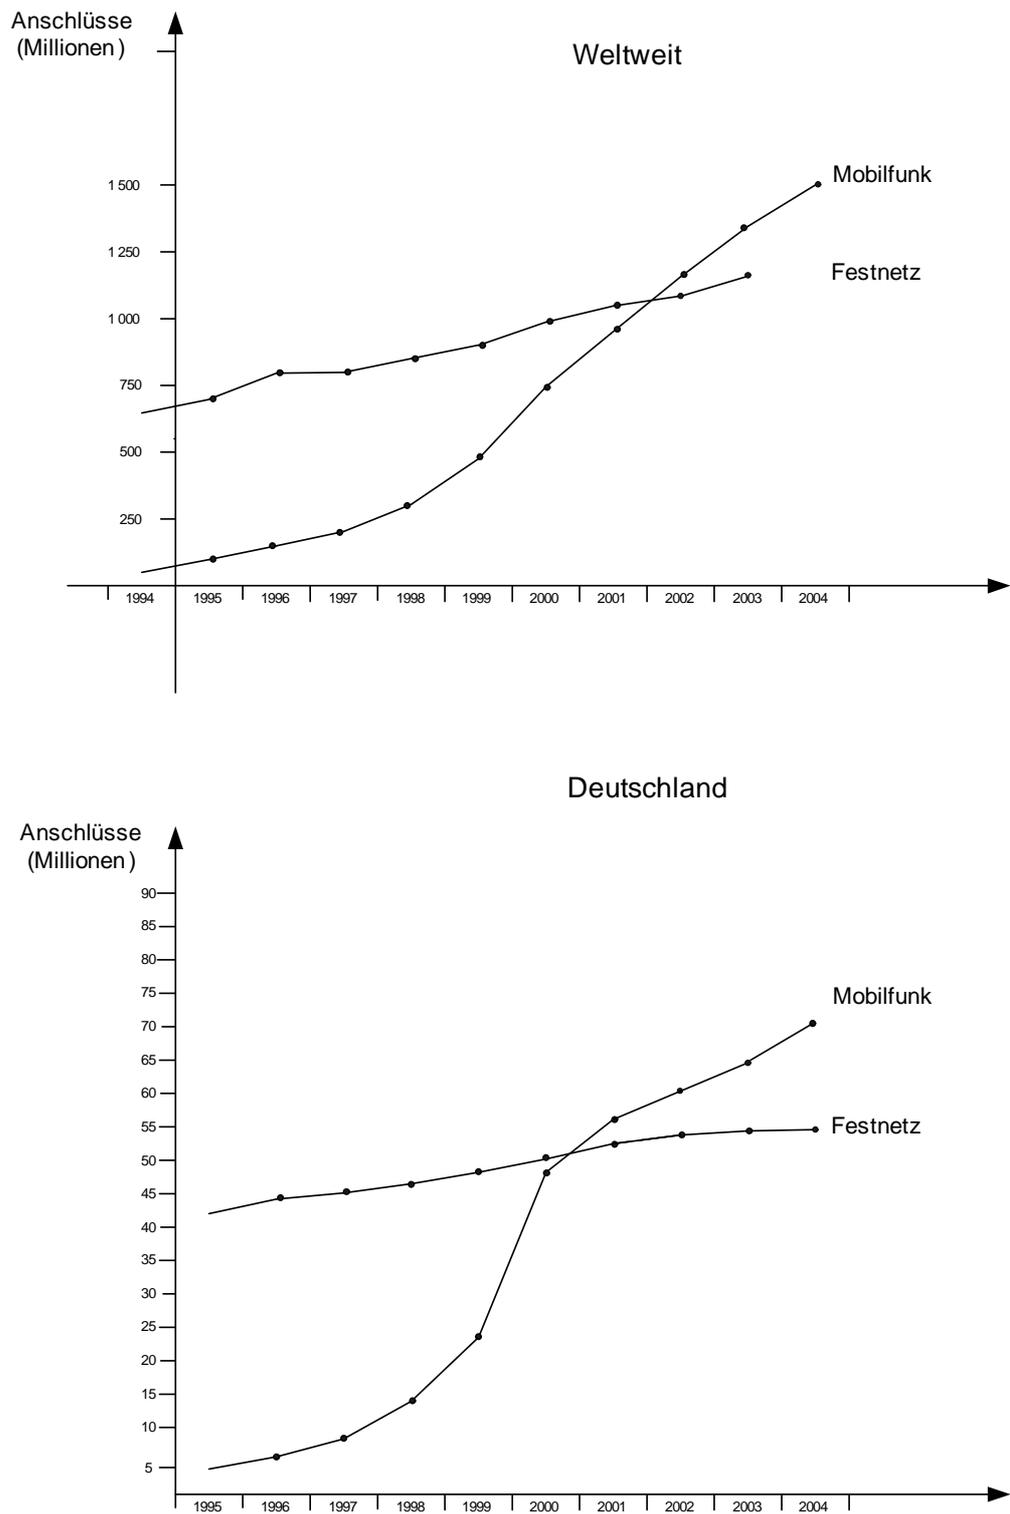 Anschlüsse
(Millionen)
Weltweit
1 500
Mobilfunk
1 250
Festnetz
1 000
750
500
250
1994 1995 1996 1997 1998 1999 2000 2001 2002 2003 2004
Deutschland
Anschlüsse
(Millionen)
90
85
80
75
Mobilfunk
70
65
60
55
Festnetz
50
45
40
35
30
25
20
15
10
5
1995 1996 1997 1998 1999 2000 2001 2002 2003 2004